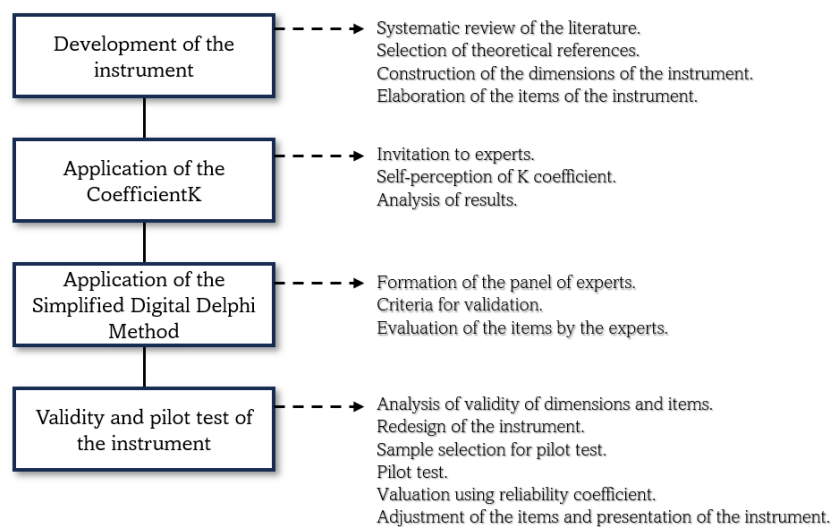 Development of the
instrument
Systematic review of the literature.
Selection of theoretical references.
Construction of the dimensions of the instrument.
Elaboration of the items of the instrument.
Application of the
CoefficientK
Invitation to experts.
Self-perception of K coefficient.
Analysis of results.
Application of the
Simplified Digital Delphi
Method
Formation of the panel of experts.
Criteria for validation.
Evaluation of the items by the experts.
Validity and pilot test of
the instrument
Analysis of validity of dimensions and items.
Redesign of the instrument.
Sample selection for pilot test.
Pilot test.
Valuation using reliability coefficient.
Adjustment of the items and presentation of the instrument.